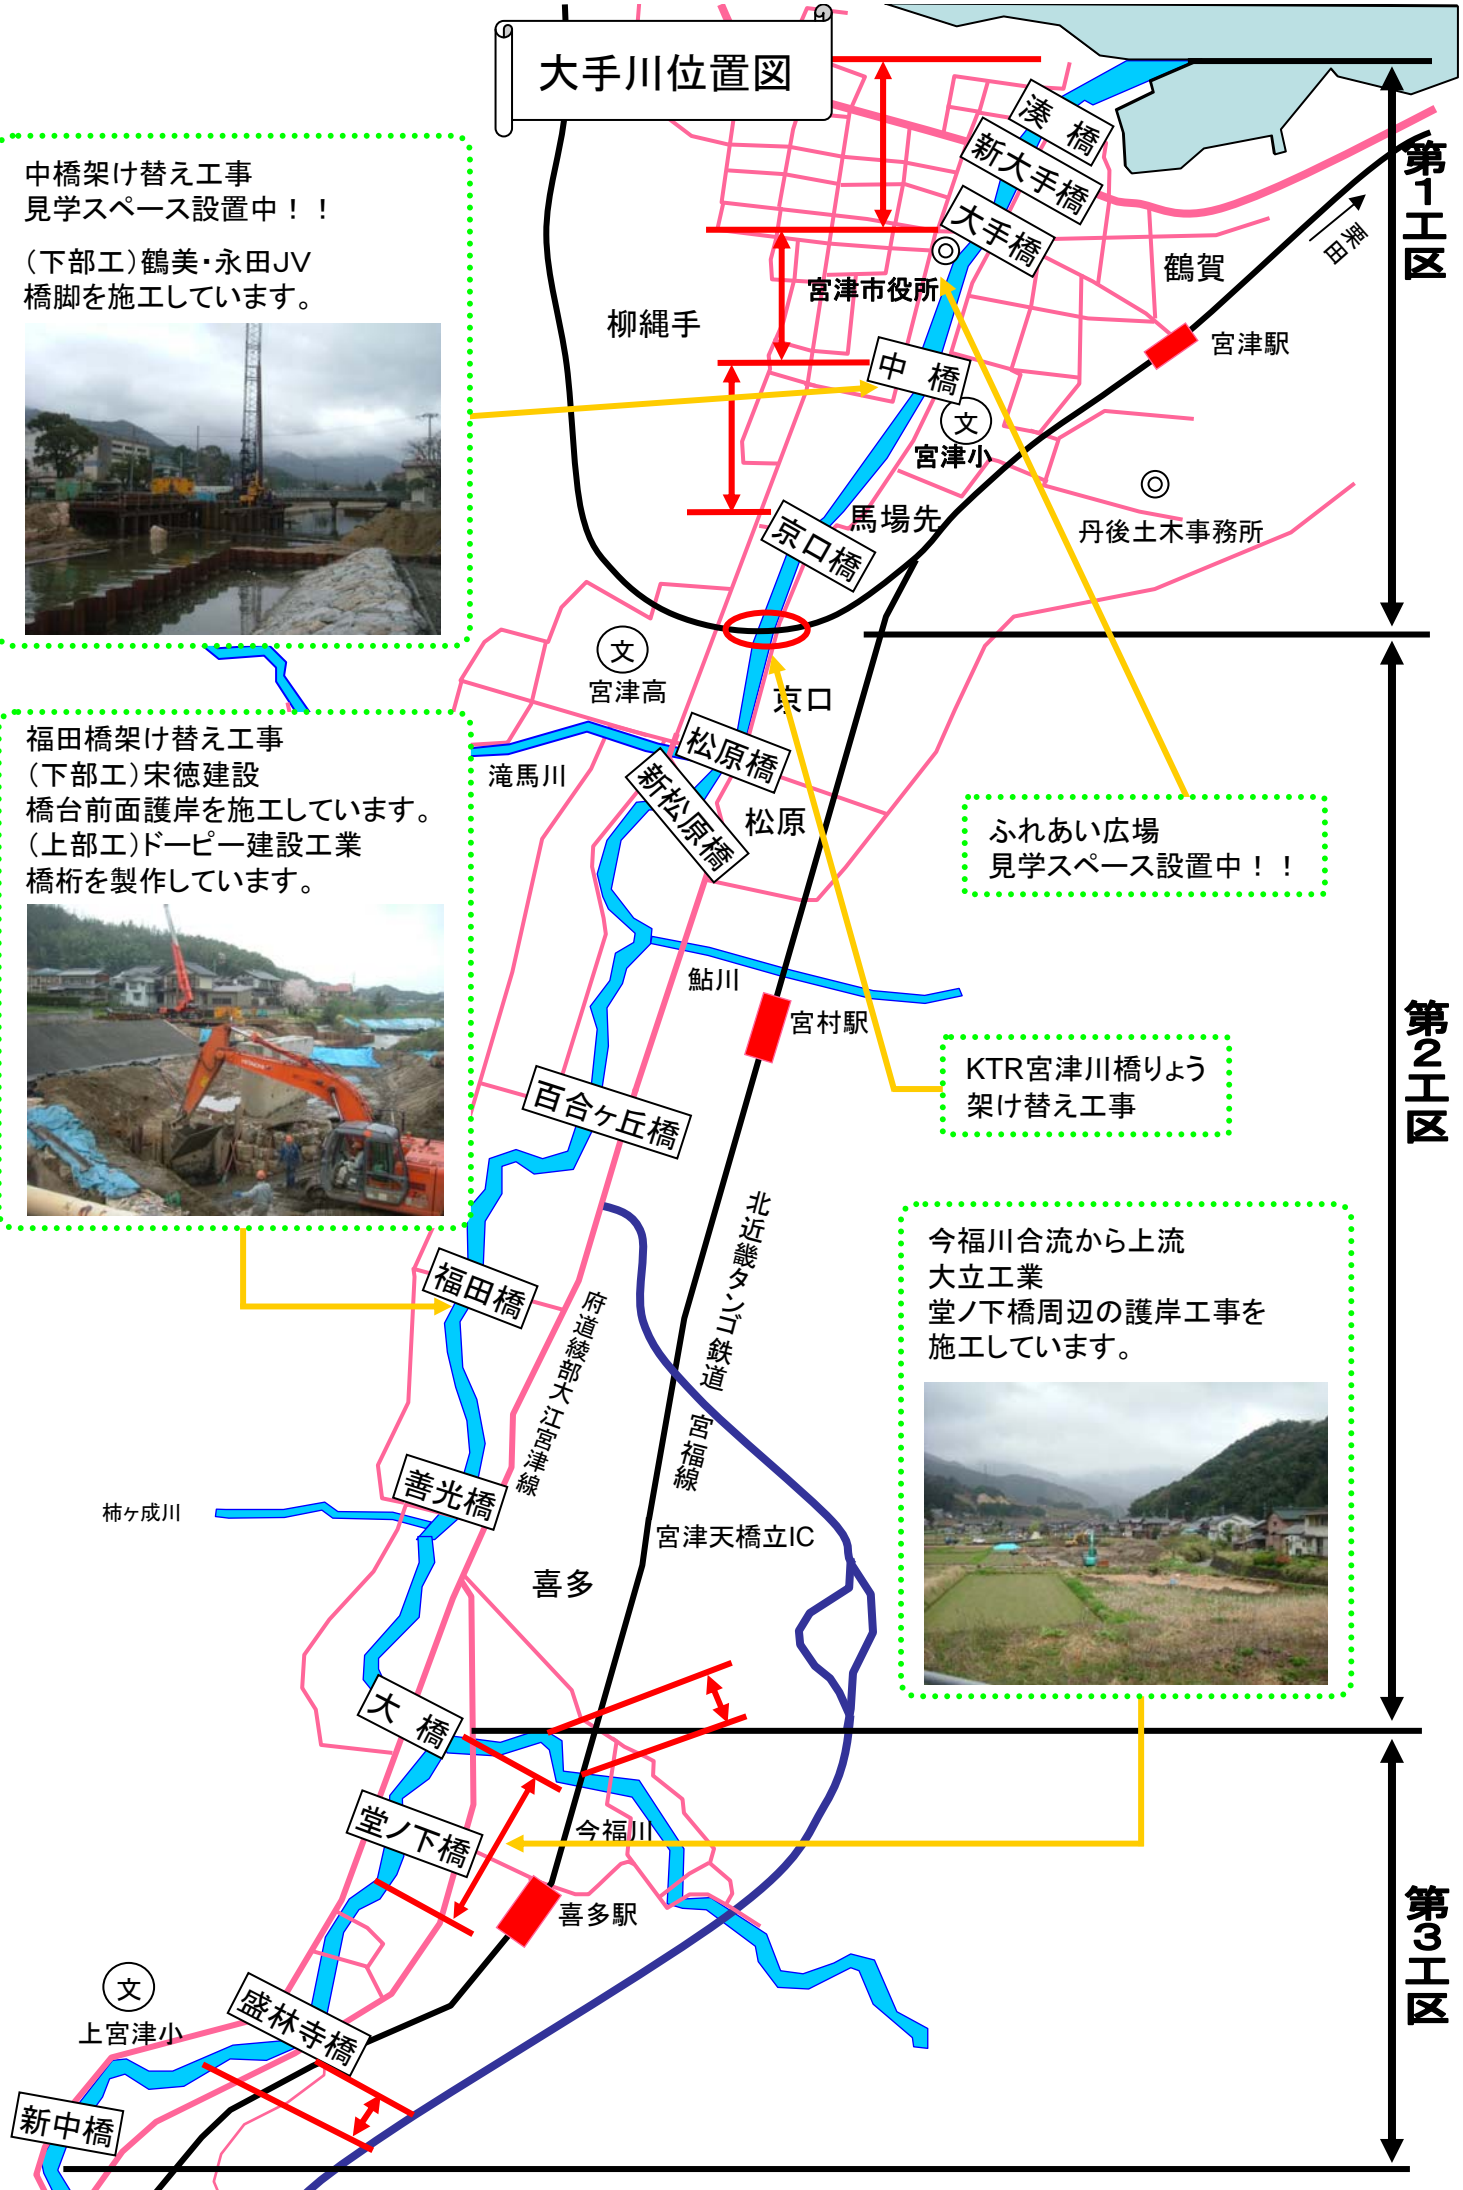 大手川位置図
中橋架け替え工事
見学スペース設置中！！
（下部工）鶴美・永田JV
橋脚を施工しています。
湊 橋
新大手橋
大手橋
宮津市役所
柳縄手
中 橋
文
宮津小
鶴賀
栗田
宮津駅
第1工区
馬場先
京口橋
丹後土木事務所
文
宮津高
京口
松原橋
滝馬川
新松原橋
松原
福田橋架け替え工事
（下部工）宋徳建設
橋台前面護岸を施工しています。
（上部工）ドーピー建設工業
橋桁を製作しています。
ふれあい広場
見学スペース設置中！！
鮎川
宮村駅
第2工区
KTR宮津川橋りょう
架け替え工事
百合ヶ丘橋
北近畿タンゴ鉄道 宮福線
福田橋
府道綾部大江宮津線
今福川合流から上流
大立工業
堂ノ下橋周辺の護岸工事を
施工しています。
善光橋
柿ヶ成川
宮津天橋立IC
喜多
大 橋
堂ノ下橋
今福川
喜多駅
第3工区
文
上宮津小
盛林寺橋
新中橋